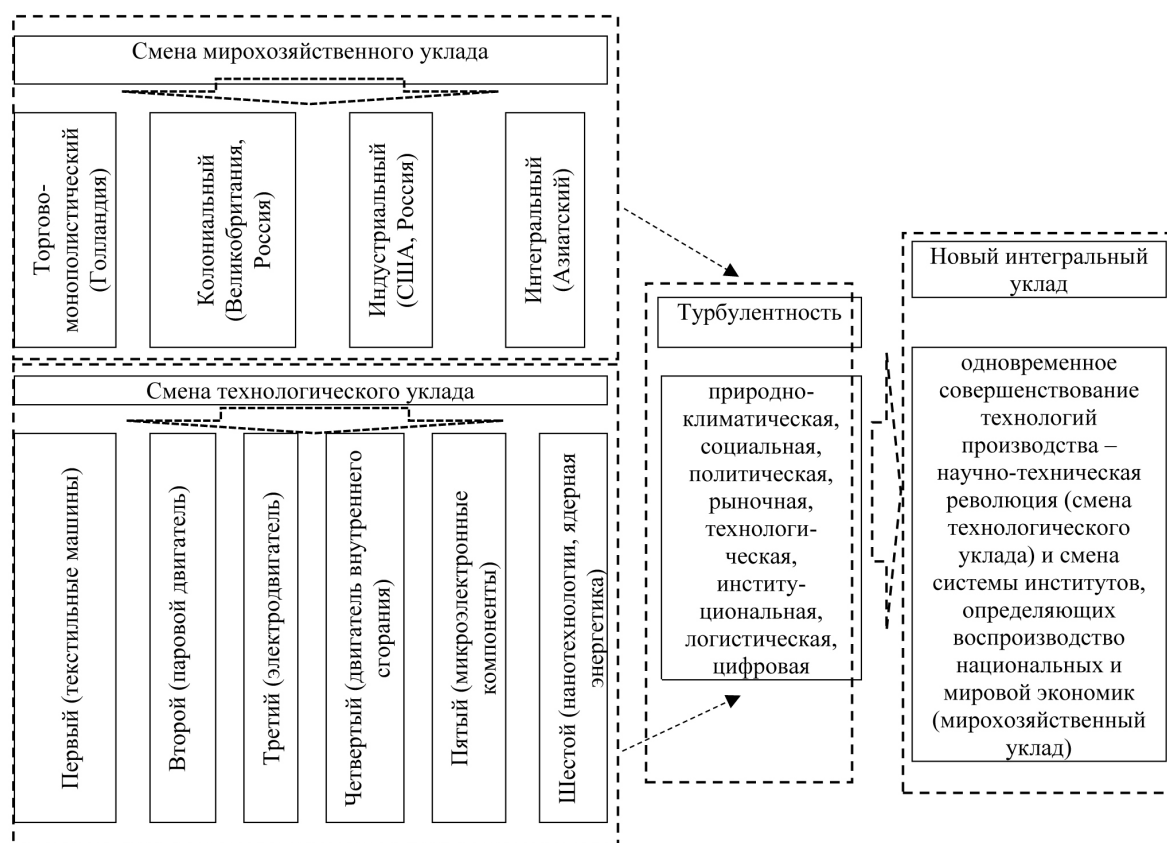 Смена мирохозяйственного уклада
Торгово-
монополистический
(Голландия)
Колониальный
(Великобритания,
Россия)
Индустриальный
(США, Россия)
Интегральный
(Азиатский)
Смена технологического уклада
Первый (текстильные машины)
Второй (паровой двигатель)
Третий (электродвигатель)
Четвертый (двигатель внутреннего
сгорания)
Пятый (микроэлектронные
компоненты)
Шестой (нанотехнологии, ядерная
энергетика)
Турбулентность
природно-
климатическая,
социальная,
политическая,
рыночная,
технологи-
ческая,
институ-
циональная,
логистическая,
цифровая
Новый интегральный
уклад
одновременное
совершенствование
технологий
производства –
научно-техническая
революция (смена
технологического
уклада) и смена
системы институтов,
определяющих
воспроизводство
национальных и
мировой экономик
(мирохозяйственный
уклад)